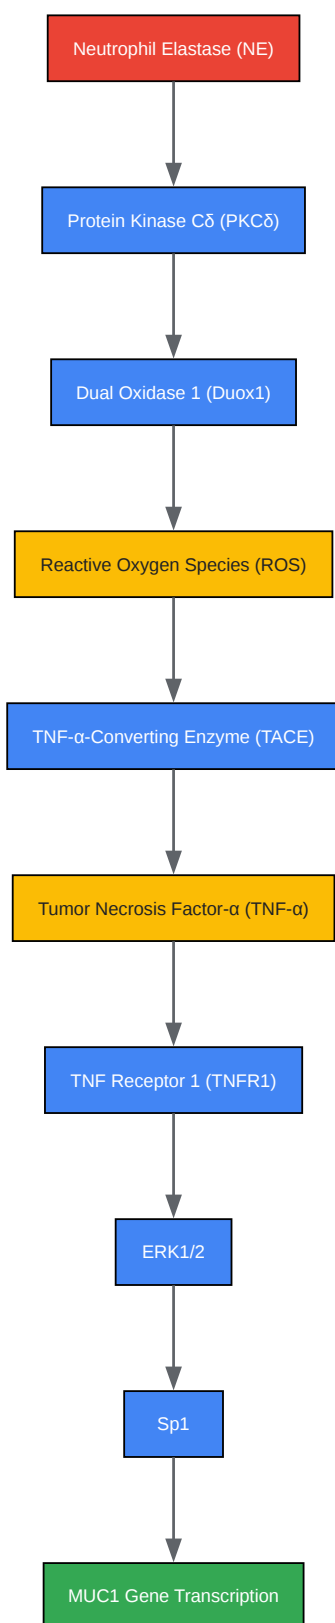 Neutrophil Elastase (NE)
Protein Kinase Cδ (PKCδ)
Dual Oxidase 1 (Duox1)
Reactive Oxygen Species (ROS)
TNF-α-Converting Enzyme (TACE)
Tumor Necrosis Factor-α (TNF-α)
TNF Receptor 1 (TNFR1)
ERK1/2
Sp1
MUC1 Gene Transcription